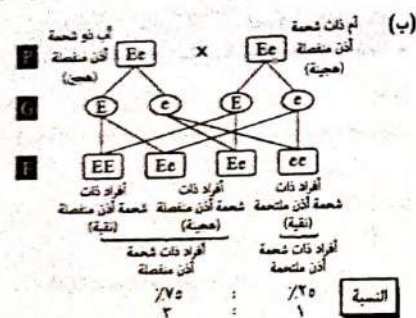 (ب)
أب ذو شحمة أذن منفصلة (هجين)
أم ذات شحمة أذن منفصلة (هجينة)
P Ee × Ee
G E e E e
F EE Ee Ee ee
أفراد ذات شحمة أذن منفصلة (نقية)
أفراد ذات شحمة أذن منفصلة (هجينة)
أفراد ذات شحمة أذن ملتحمة (نقية)
أفراد ذات شحمة أذن منفصلة
أفراد ذات شحمة أذن ملتحمة
النسبة
٪٧٥ : ٪٢٥
٣ : ١